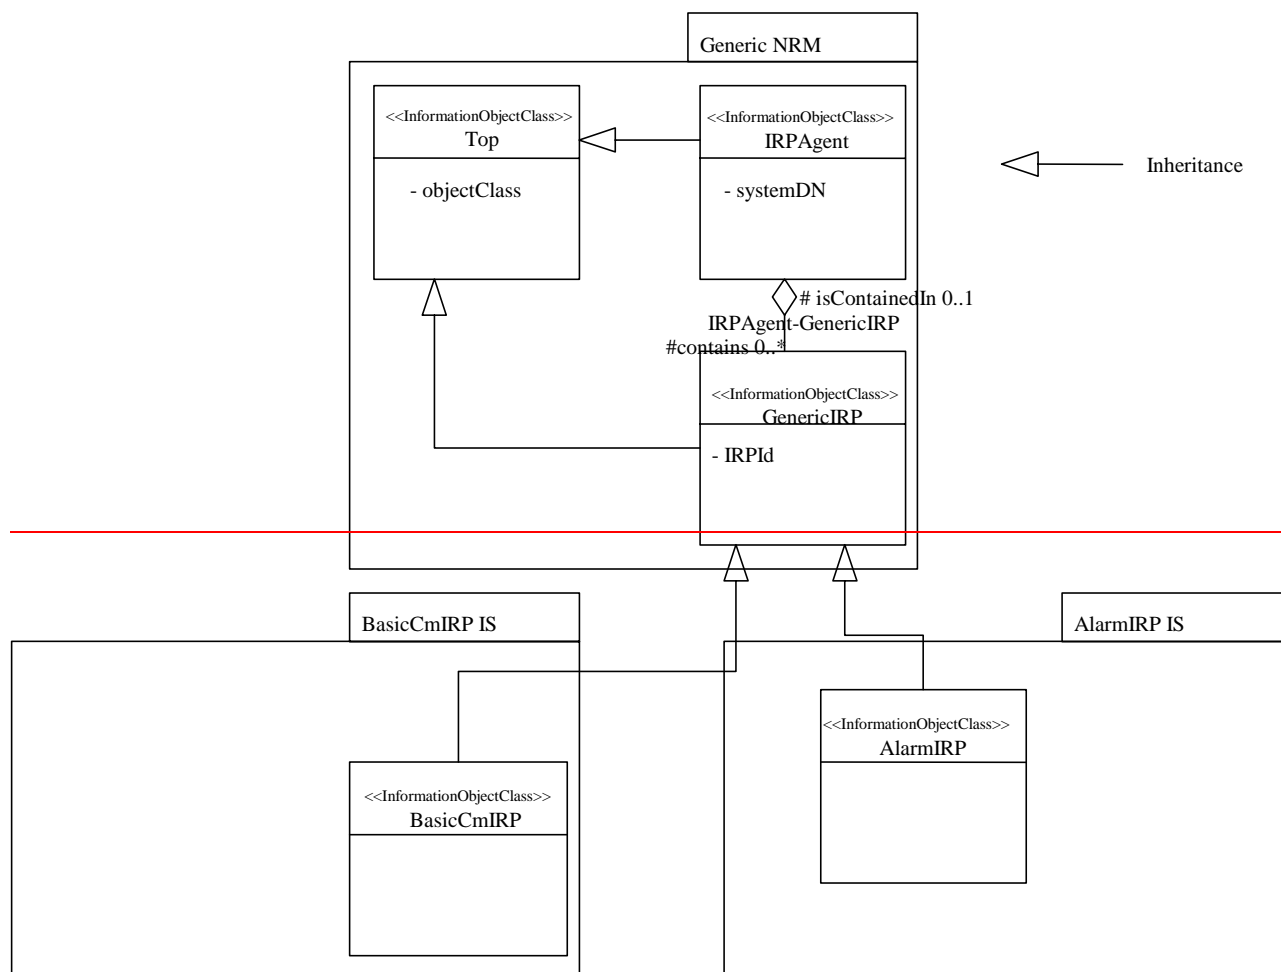 Generic NRM
<<InformationObjectClass>>
Top
- objectClass
<<InformationObjectClass>>
IRPAgent
- systemDN
Inheritance
# isContainedIn 0..1
IRPAgent-GenericIRP
#contains 0..*
<<InformationObjectClass>>
GenericIRP
- IRPId
BasicCmIRP IS
AlarmIRP IS
<<InformationObjectClass>>
AlarmIRP
<<InformationObjectClass>>
BasicCmIRP